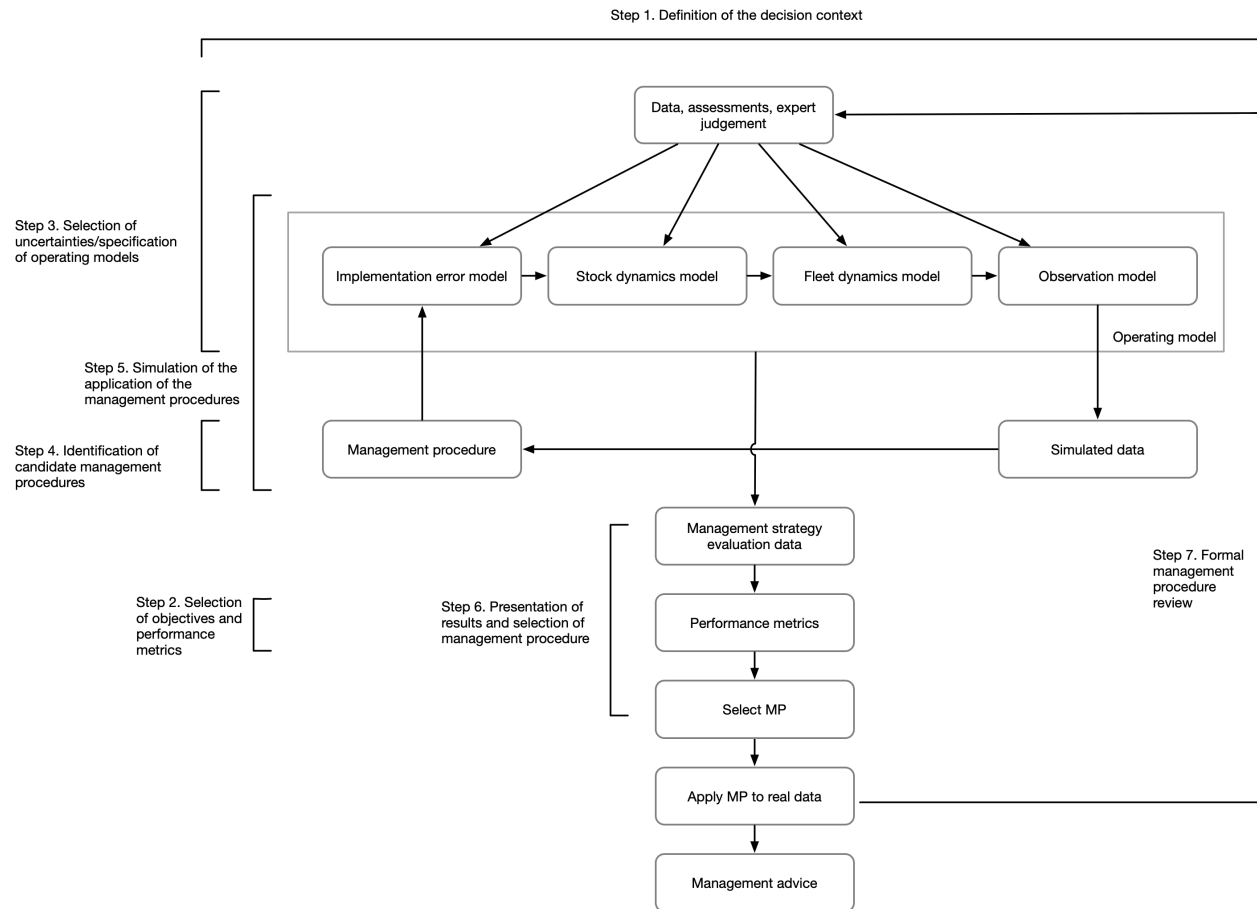 Step 1. Definition of the decision context
Data, assessments, expert
judgement
Step 3. Selection of
uncertainties/specification
of operating models
Implementation error model
Stock dynamics model
Fleet dynamics model
Observation model
Operating model
Step 5. Simulation of the
application of the
management procedures
Step 4. Identification of
candidate management
procedures
Management procedure
Simulated data
Management strategy
evaluation data
Step 7. Formal
management
procedure
review
Step 2. Selection
of objectives and
performance
metrics
Step 6. Presentation of
results and selection of
management procedure
Performance metrics
Select MP
Apply MP to real data
Management advice